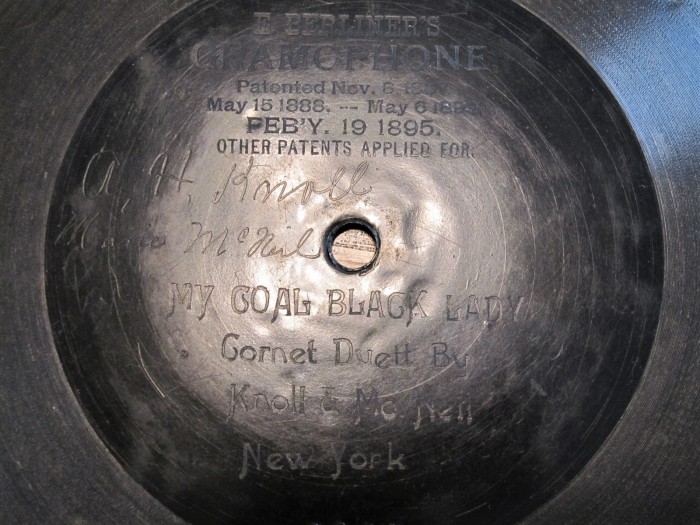 E BERLINER'S
GRAMOPHONE
Patented Nov. 8
May 15 1888. -- May 6
FEB'Y. 19 1895.
OTHER PATENTS APPLIED FOR.
A. H. Knoll
McNeil
MY COAL BLACK LADY
Cornet Duett By
Knoll & Mc Neil
New York